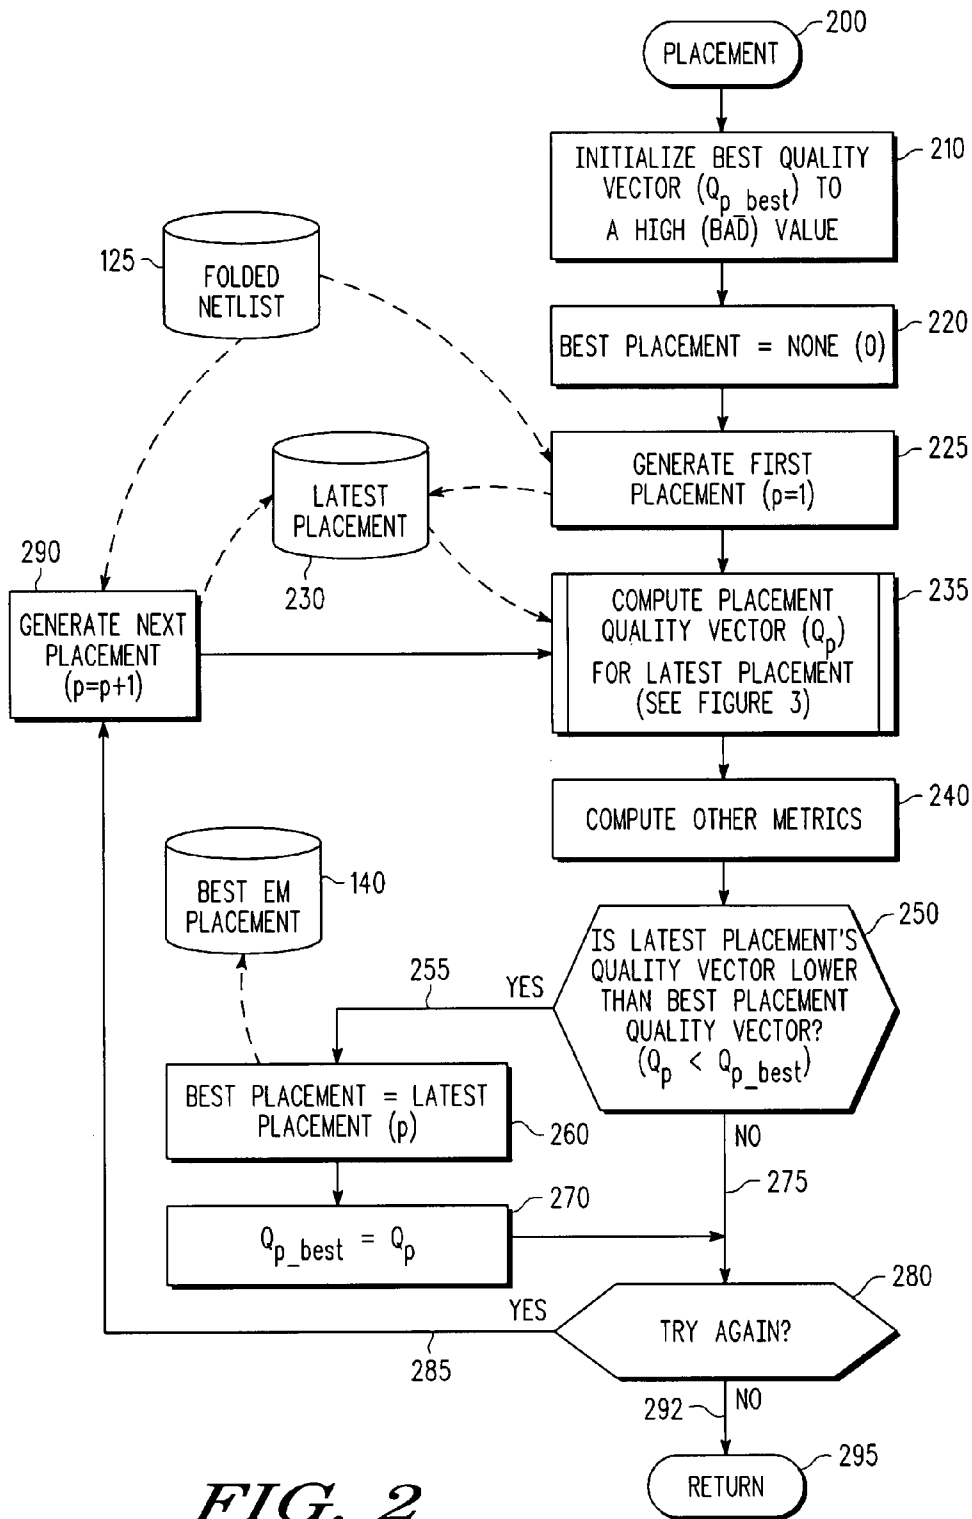 PLACEMENT
200
INITIALIZE BEST QUALITY
VECTOR (Qp_best) TO
A HIGH (BAD) VALUE
210
125
FOLDED
NETLIST
BEST PLACEMENT = NONE (0)
220
GENERATE FIRST
PLACEMENT (p=1)
225
LATEST
PLACEMENT
230
290
GENERATE NEXT
PLACEMENT
(p=p+1)
COMPUTE PLACEMENT
QUALITY VECTOR (Qp)
FOR LATEST PLACEMENT
(SEE FIGURE 3)
235
COMPUTE OTHER METRICS
240
BEST EM
PLACEMENT
140
IS LATEST PLACEMENT'S
QUALITY VECTOR LOWER
THAN BEST PLACEMENT
QUALITY VECTOR?
(Qp < Qp_best)
250
YES
255
BEST PLACEMENT = LATEST
PLACEMENT (p)
260
NO
275
Qp_best = Qp
270
TRY AGAIN?
280
YES
285
NO
292
RETURN
295
FIG. 2